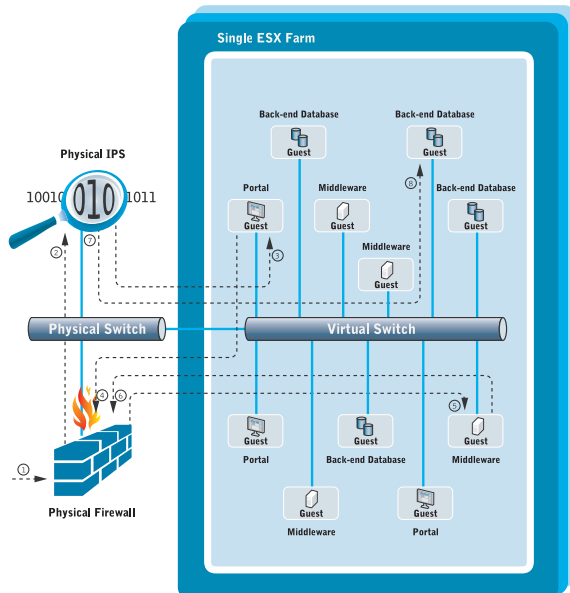 Single ESX Farm
Back-end Database
Guest
Back-end Database
Guest
Physical IPS
10010
010
1011
Portal
Guest
Middleware
Guest
Back-end Database
Guest
Middleware
Guest
8
7
2
3
Physical Switch
Virtual Switch
4
6
5
1
Physical Firewall
Guest
Portal
Guest
Back-end Database
Guest
Middleware
Guest
Middleware
Guest
Portal